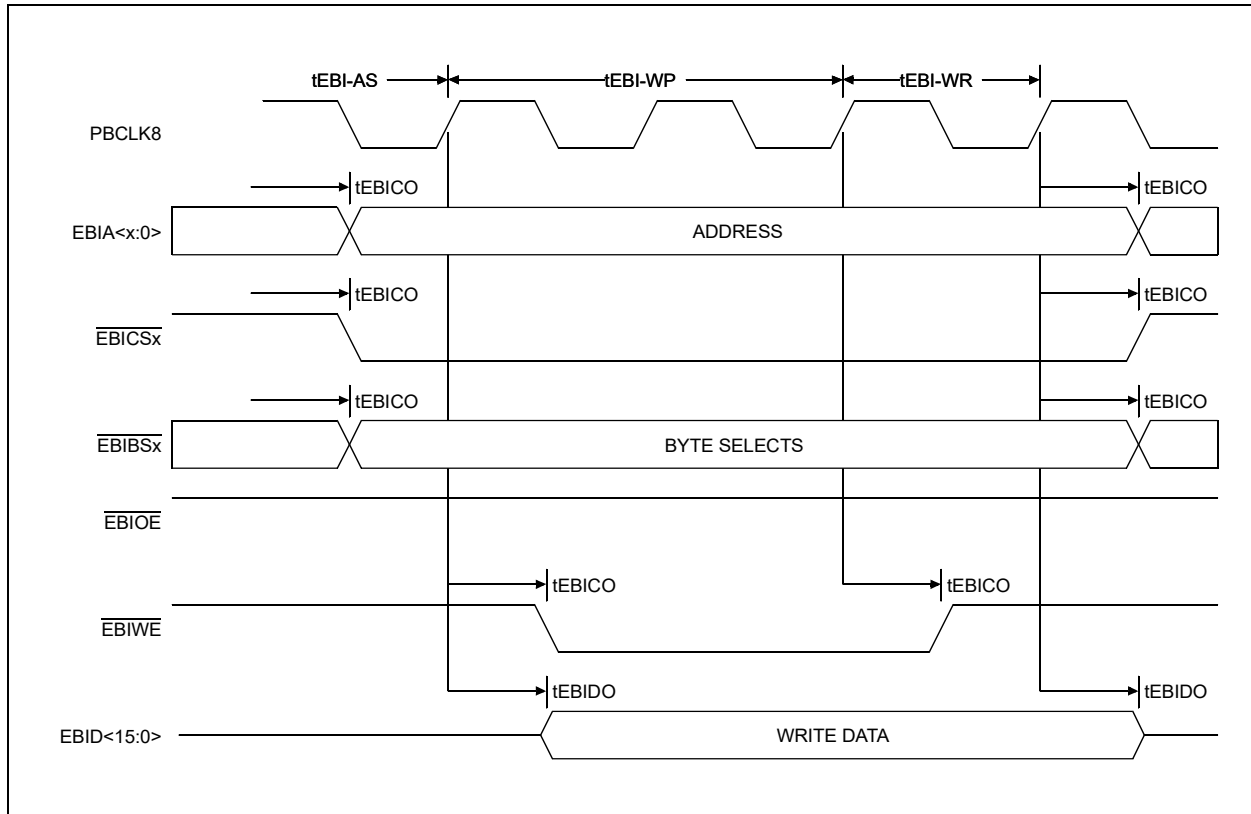 tEBI-AS tEBI-WP tEBI-WR
PBCLK8
tEBICO tEBICO
EBIA<x:0> ADDRESS
tEBICO tEBICO
EBICSx
tEBICO tEBICO
EBIBSx BYTE SELECTS
EBIOE
tEBICO tEBICO
EBIWE
tEBIDO tEBIDO
EBID<15:0> WRITE DATA